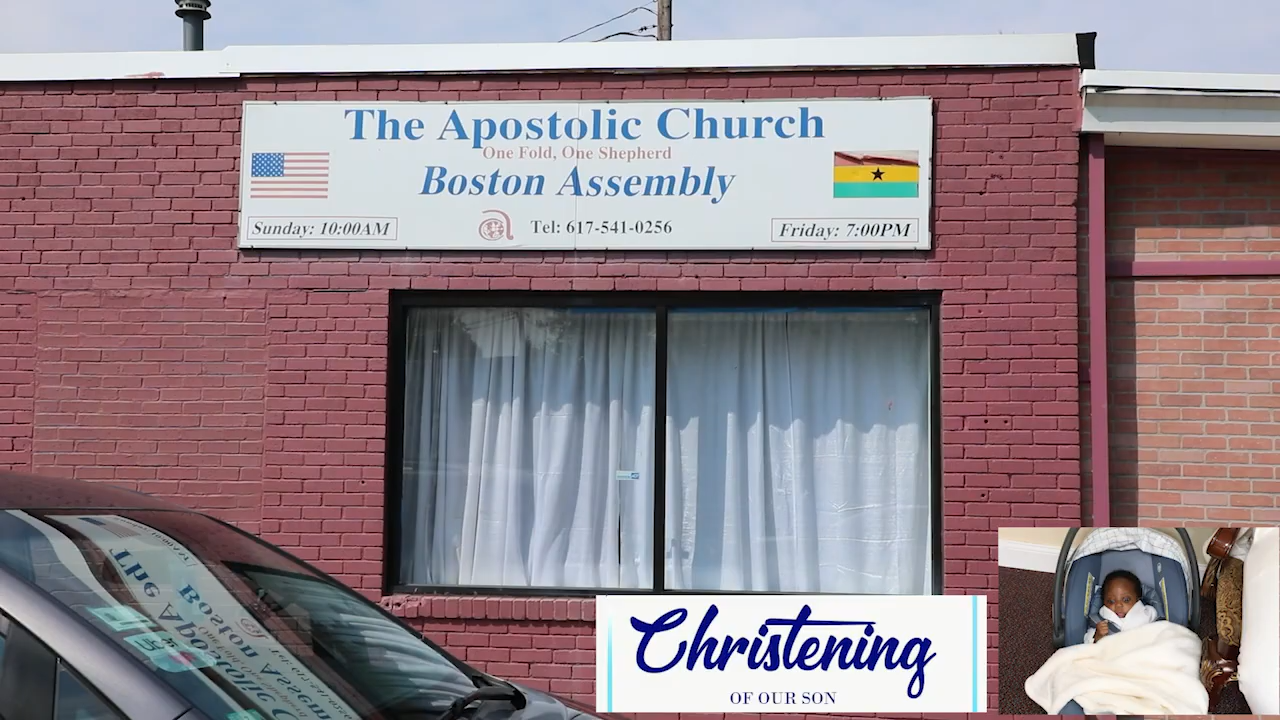 The Apostolic Church
One Fold, One Shepherd
Boston Assembly
Sunday: 10:00AM
Tel: 617-541-0256
Friday: 7:00PM
Christening
OF OUR SON